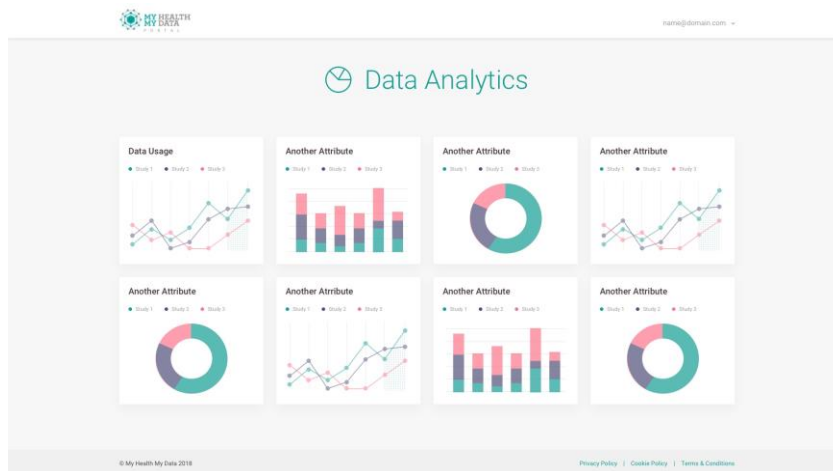 MY HEALTH
MY DATA
PORTAL
name@domain.com
Data Analytics
Data Usage
Study 1 Study 2 Study 3
Another Attribute
Study 1 Study 2 Study 3
Another Attribute
Study 1 Study 2 Study 3
Another Attribute
Study 1 Study 2 Study 3
Another Attribute
Study 1 Study 2 Study 3
Another Atrribute
Study 1 Study 2 Study 3
Another Attribute
Study 1 Study 2 Study 3
Another Attribute
Study 1 Study 2 Study 3
© My Health My Data 2018
Privacy Policy | Cookie Policy | Terms & Conditions